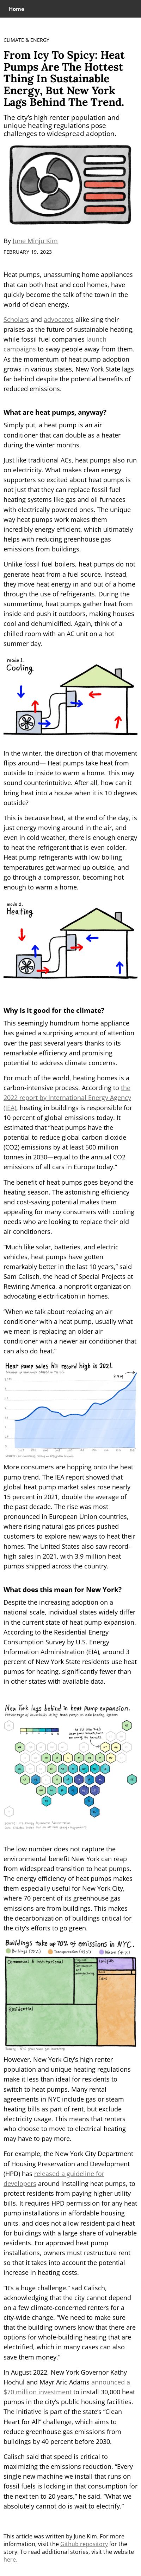 Home
CLIMATE & ENERGY
From Icy To Spicy: Heat
Pumps Are The Hottest
Thing In Sustainable
Energy, But New York
Lags Behind The Trend.
The city’s high renter population and
unique heating regulations pose
challenges to widespread adoption.
By June Minju Kim
FEBRUARY 19, 2023
Heat pumps, unassuming home appliances
that can both heat and cool homes, have
quickly become the talk of the town in the
world of clean energy.
Scholars and advocates alike sing their
praises as the future of sustainable heating,
while fossil fuel companies launch
campaigns to sway people away from them.
As the momentum of heat pump adoption
grows in various states, New York State lags
far behind despite the potential benefits of
reduced emissions.
What are heat pumps, anyway?
Simply put, a heat pump is an air
conditioner that can double as a heater
during the winter months.
Just like traditional ACs, heat pumps also run
on electricity. What makes clean energy
supporters so excited about heat pumps is
not just that they can replace fossil fuel
heating systems like gas and oil furnaces
with electrically powered ones. The unique
way heat pumps work makes them
incredibly energy efficient, which ultimately
helps with reducing greenhouse gas
emissions from buildings.
Unlike fossil fuel boilers, heat pumps do not
generate heat from a fuel source. Instead,
they move heat energy in and out of a home
through the use of refrigerants. During the
summertime, heat pumps gather heat from
inside and push it outdoors, making houses
cool and dehumidified. Again, think of a
chilled room with an AC unit on a hot
summer day.
mode 1.
Cooling
In the winter, the direction of that movement
flips around— Heat pumps take heat from
outside to inside to warm a home. This may
sound counterintuitive. After all, how can it
bring heat into a house when it is 10 degrees
outside?
This is because heat, at the end of the day, is
just energy moving around in the air, and
even in cold weather, there is enough energy
to heat the refrigerant that is even colder.
Heat pump refrigerants with low boiling
temperatures get warmed up outside, and
go through a compressor, becoming hot
enough to warm a home.
mode 2.
Heating
Why is it good for the climate?
This seemingly humdrum home appliance
has gained a surprising amount of attention
over the past several years thanks to its
remarkable efficiency and promising
potential to address climate concerns.
For much of the world, heating homes is a
carbon-intensive process. According to the
2022 report by International Energy Agency
(IEA), heating in buildings is responsible for
10 percent of global emissions today. It
estimated that “heat pumps have the
potential to reduce global carbon dioxide
(CO2) emissions by at least 500 million
tonnes in 2030—equal to the annual CO2
emissions of all cars in Europe today.”
The benefit of heat pumps goes beyond the
heating season. The astonishing efficiency
and cost-saving potential makes them
appealing for many consumers with cooling
needs who are looking to replace their old
air conditioners.
“Much like solar, batteries, and electric
vehicles, heat pumps have gotten
remarkably better in the last 10 years,” said
Sam Calisch, the head of Special Projects at
Rewiring America, a nonprofit organization
advocating electrification in homes.
“When we talk about replacing an air
conditioner with a heat pump, usually what
we mean is replacing an older air
conditioner with a newer air conditioner that
can also do heat.”
Heat pump sales hit record high in 2021.
More consumers are hopping onto the heat
pump trend. The IEA report showed that
global heat pump market sales rose nearly
15 percent in 2021, double the average of
the past decade. The rise was most
pronounced in European Union countries,
where rising natural gas prices pushed
customers to explore new ways to heat their
homes. The United States also saw record-
high sales in 2021, with 3.9 million heat
pumps shipped across the country.
What does this mean for New York?
Despite the increasing adoption on a
national scale, individual states widely differ
in the current state of heat pump expansion.
According to the Residential Energy
Consumption Survey by U.S. Energy
Information Administration (EIA), around 3
percent of New York State residents use heat
pumps for heating, significantly fewer than
in other states with available data.
New York lags behind in heat pump expansion.
The low number does not capture the
environmental benefit New York can reap
from widespread transition to heat pumps.
The energy efficiency of heat pumps makes
them especially useful for New York City,
where 70 percent of its greenhouse gas
emissions are from buildings. This makes
the decarbonization of buildings critical for
the city’s efforts to go green.
Buildings take up 70% of emissions in NYC.
Commercial & Institutional
Residential
However, New York City’s high renter
population and unique heating regulations
make it less than ideal for residents to
switch to heat pumps. Many rental
agreements in NYC include gas or steam
heating bills as part of rent, but exclude
electricity usage. This means that renters
who choose to move to electrical heating
may have to pay more.
For example, the New York City Department
of Housing Preservation and Development
(HPD) has released a guideline for
developers around installing heat pumps, to
protect residents from paying higher utility
bills. It requires HPD permission for any heat
pump installations in affordable housing
units, and does not allow resident paid heat
for buildings with a large share of vulnerable
residents. For approved heat pump
installations, owners must restructure rent
so that it takes into account the potential
increase in heating costs.
“It’s a huge challenge.” sad Calisch,
acknowledging that the city cannot depend
on a few climate-concerned renters for a
city-wide change. “We need to make sure
that the building owners know that there are
options for whole-building heating that are
electrified, which in many cases can also
save them money.”
In August 2022, New York Governor Kathy
Hochul and Mayr Aric Adams announced a
$70 million investment to install 30,000 heat
pumps in the city’s public housing facilities.
The initiative is part of the state’s “Clean
Heat for All” challenge, which aims to
reduce greenhouse gas emissions from
buildings by 40 percent before 2030.
Calisch said that speed is critical to
maximizing the emissions reduction. “Every
single new machine we install that runs on
fossil fuels is locking in that consumption of
the next ten to 20 years,” he said. “What we
absolutely cannot do is wait to electrify.”
This article was written by June Kim. For more
information, visit the Github repository for the
story. To read additional stories, visit the website
here.